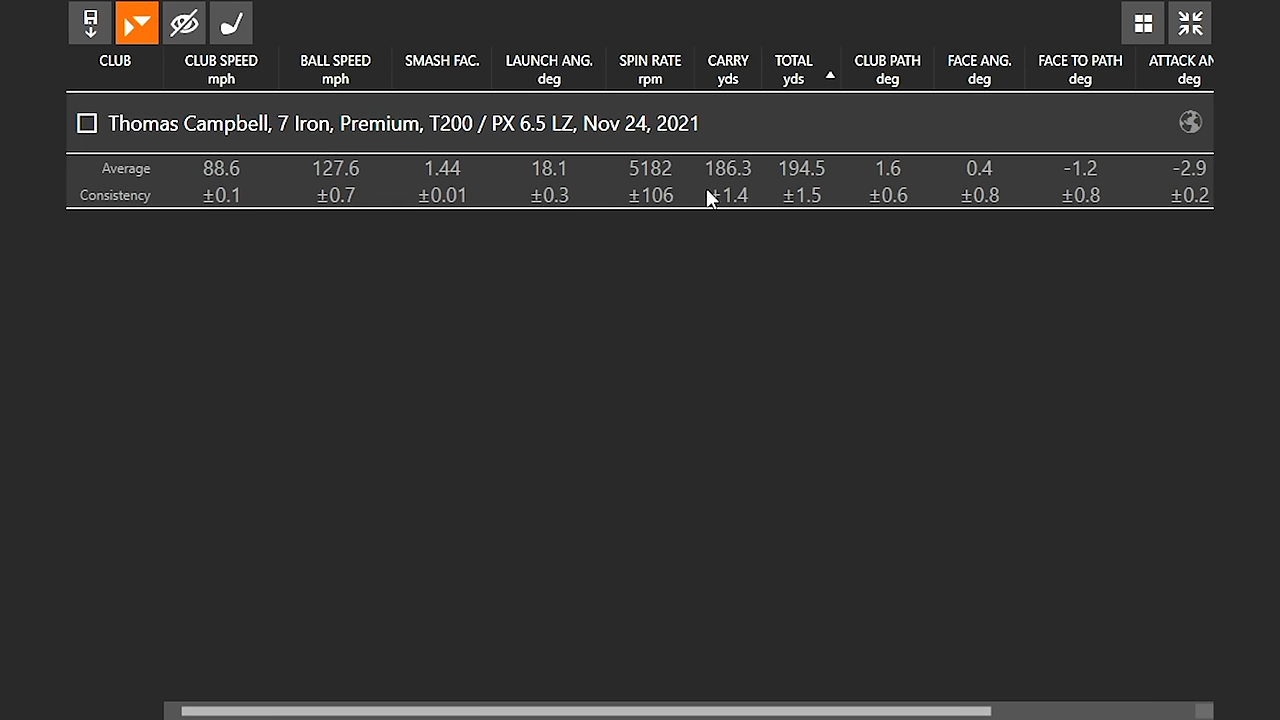 CLUB CLUB SPEED BALL SPEED SMASH FAC. LAUNCH ANG. SPIN RATE CARRY TOTAL CLUB PATH FACE ANG. FACE TO PATH ATTACK AN
mph mph deg rpm yds yds deg deg deg deg
Thomas Campbell, 7 Iron, Premium, T200 / PX 6.5 LZ, Nov 24, 2021
Average 88.6 127.6 1.44 18.1 5182 186.3 194.5 1.6 0.4 -1.2 -2.9
Consistency ±0.1 ±0.7 ±0.01 ±0.3 ±106 ±1.4 ±1.5 ±0.6 ±0.8 ±0.8 ±0.2